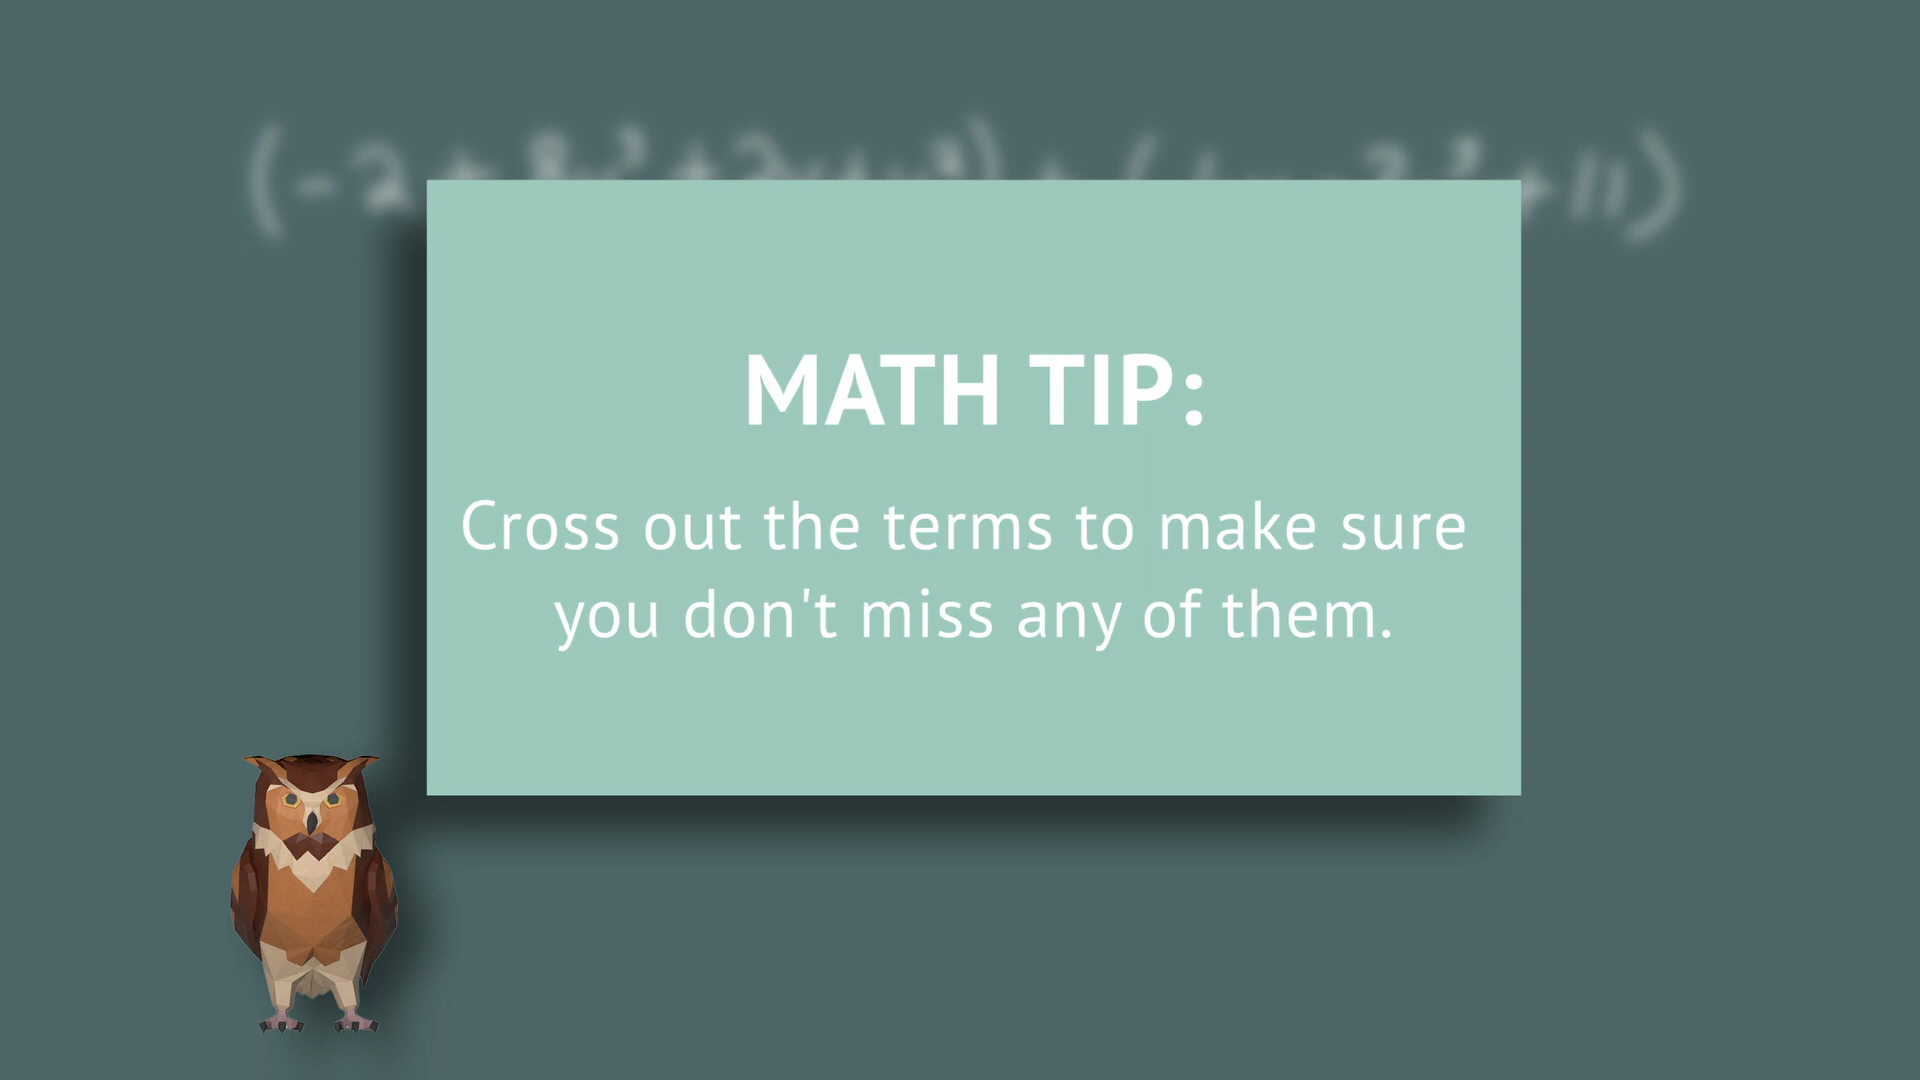 MATH TIP:
Cross out the terms to make sure
you don't miss any of them.